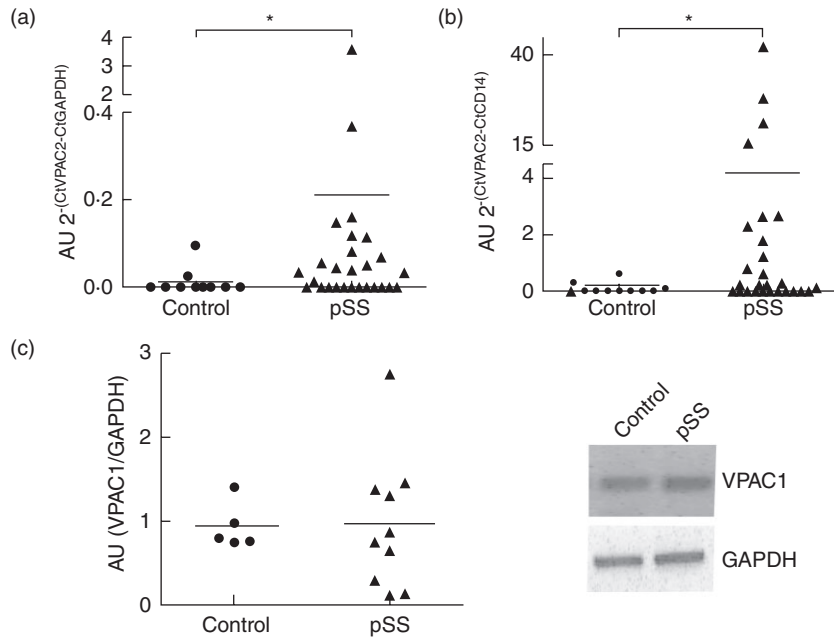 (a)
*
AU 2-(CtVPAC2-CtGAPDH)
4
3
2
0·4
0·2
0·0
Control pSS
(b)
*
AU 2-(CtVPAC2-CtCD14)
40
15
4
2
0
Control pSS
(c)
AU (VPAC1/GAPDH)
3
2
1
0
Control pSS
Control pSS
VPAC1
GAPDH